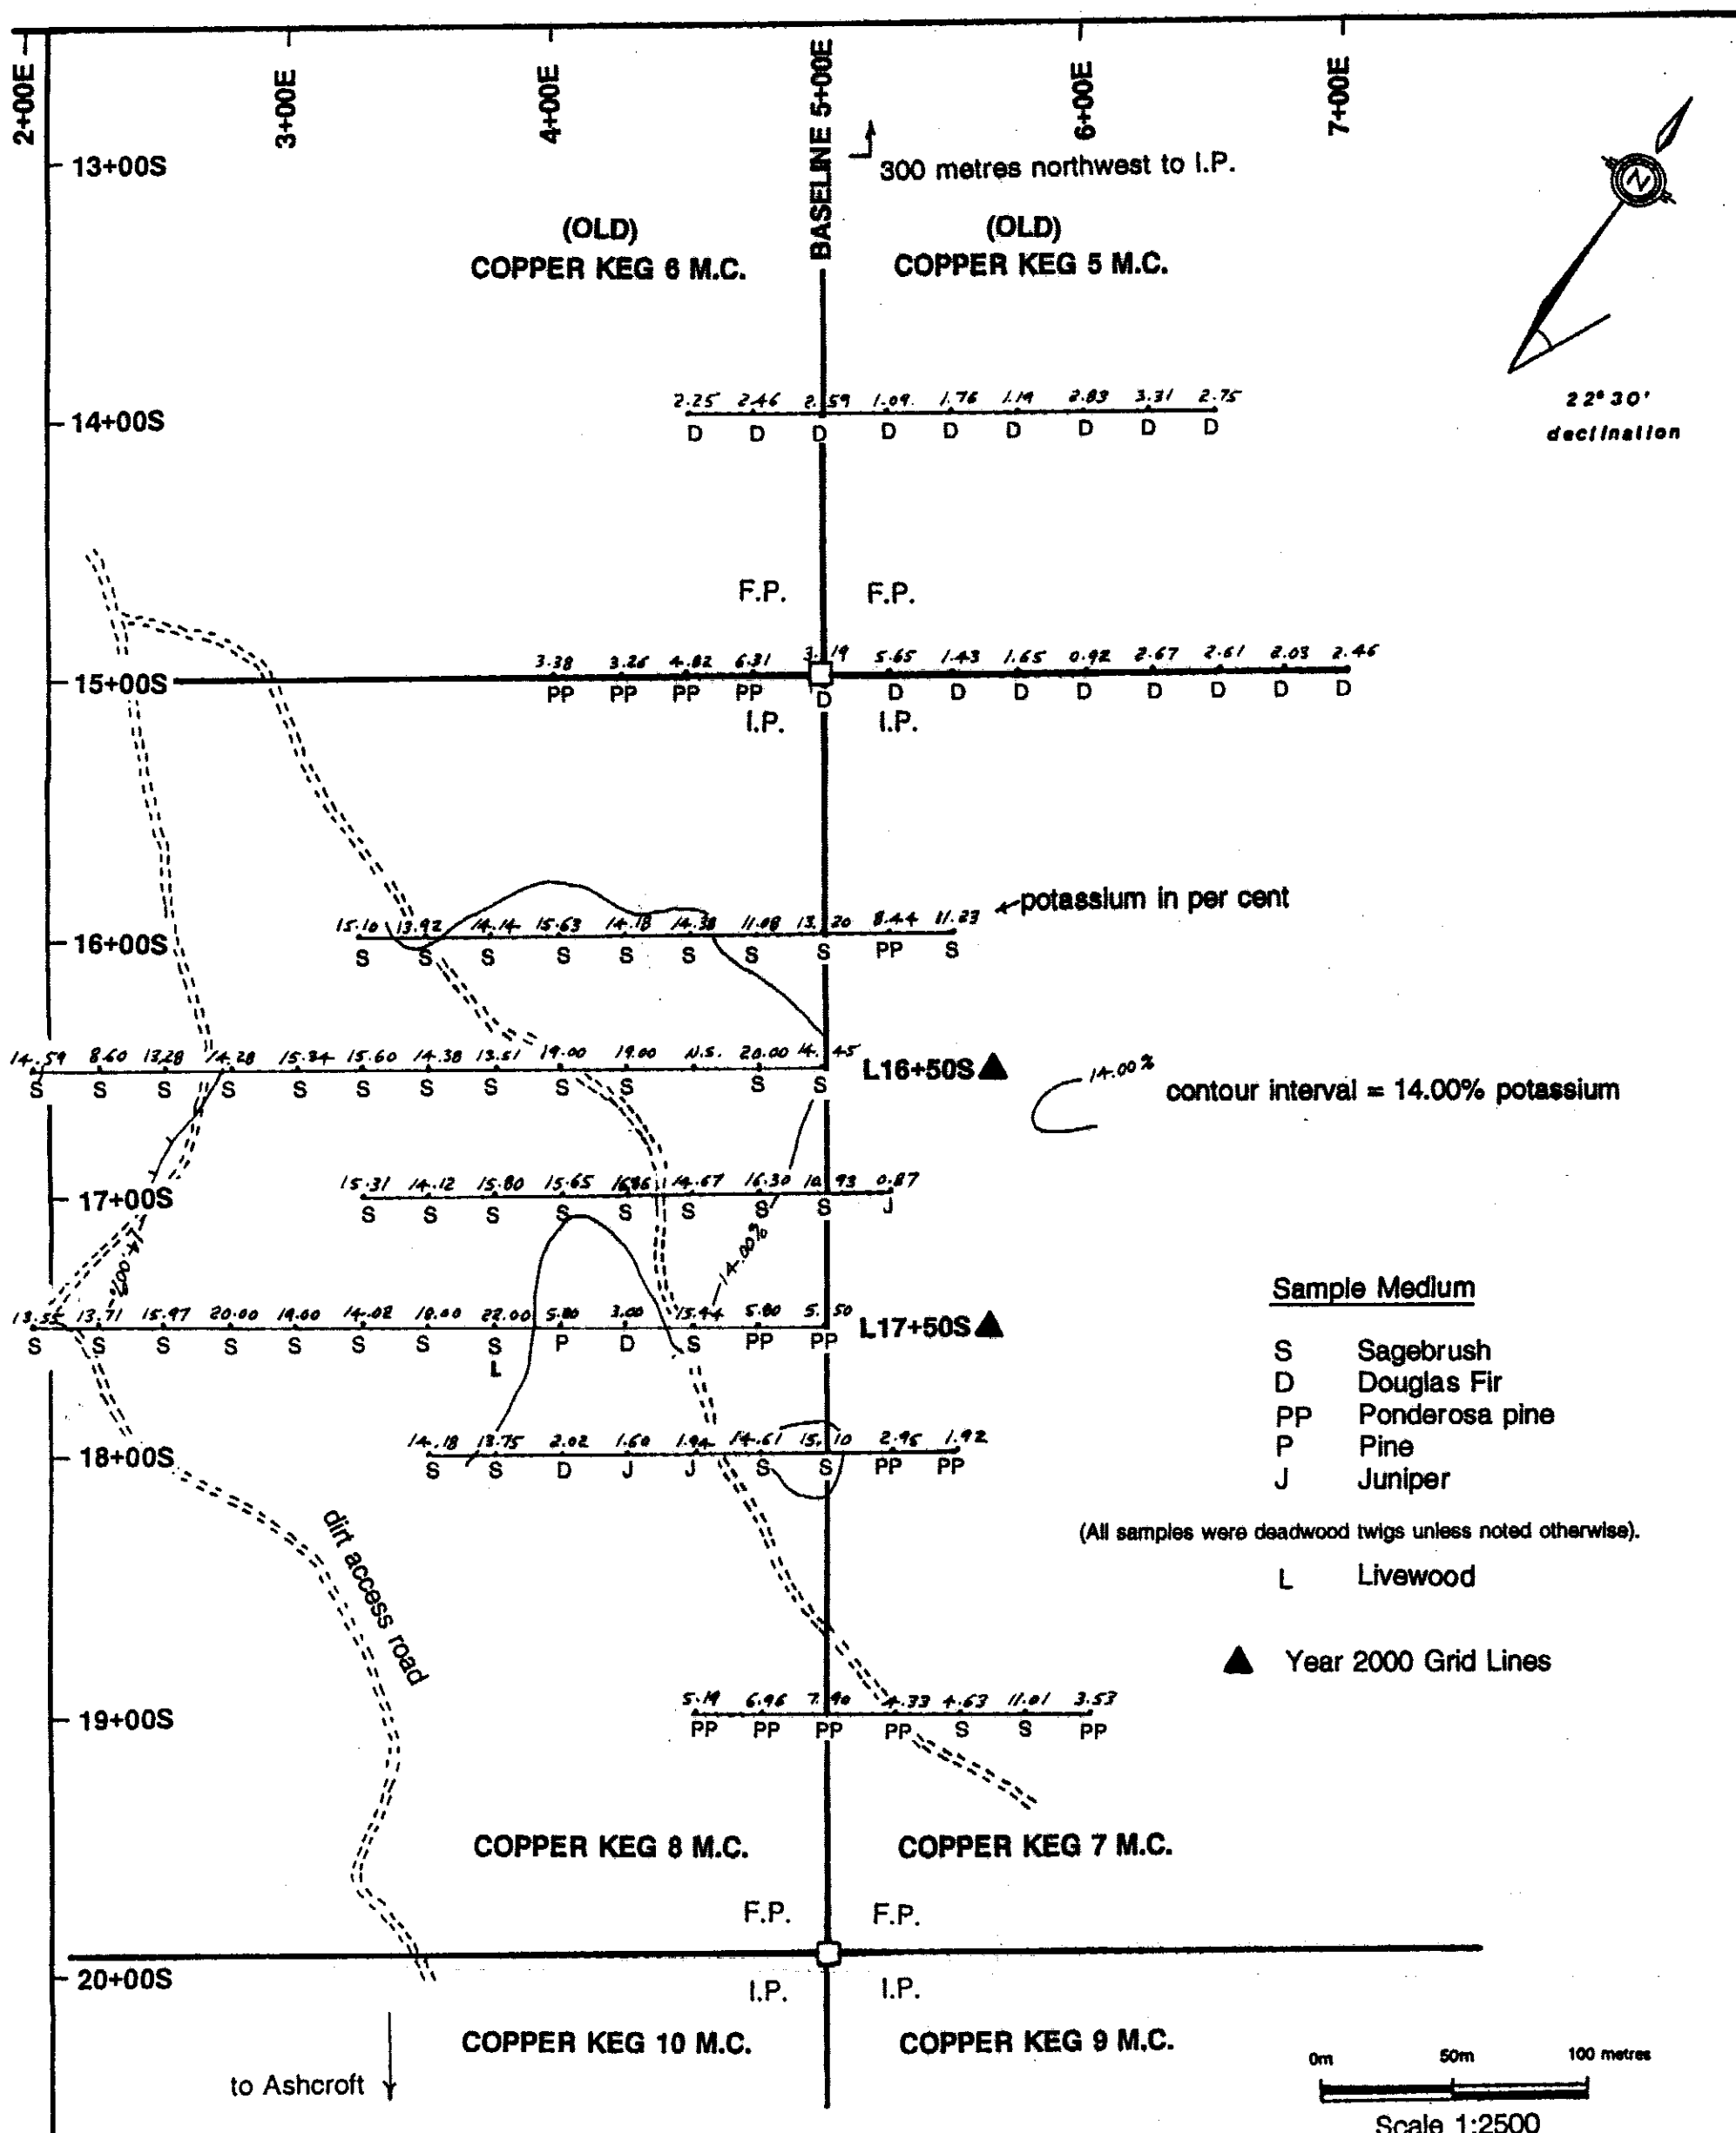 2+00E 3+00E 4+00E BASELINE 5+00E 6+00E 7+00E
13+00S
300 metres northwest to I.P.
N
(OLD) (OLD)
COPPER KEG 6 M.C. COPPER KEG 5 M.C.
22° 30'
declination
2.25 2.46 2.59 1.09 1.76 1.19 2.83 3.31 2.75
14+00S
D D D D D D D D D
F.P. F.P.
3.38 3.26 4.82 6.31 3.19 5.65 1.43 1.65 0.92 2.67 2.61 2.03 2.46
15+00S
PP PP PP PP D D D D D D D D D
I.P. I.P.
potassium in per cent
15.10 13.92 14.14 15.63 14.18 14.38 11.08 13.20 8.44 11.23
16+00S
S S S S S S S S PP S
14.59 8.60 13.28 14.28 15.34 15.60 14.38 13.51 19.00 19.00 N.S. 20.00 14.45
L16+50S
S S S S S S S S S S S S
14.00%
contour interval = 14.00% potassium
15.31 14.12 15.80 15.65 16.86 14.67 16.30 10.93 0.87
17+00S
S S S S S S S S J
14.00%
14.00%
13.55 13.71 15.97 20.00 19.00 14.02 18.00 22.00 5.80 3.00 15.44 5.80 5.50
L17+50S
S S S S S S S S P D S PP PP
L
14.18 13.75 2.02 1.60 1.94 14.61 15.10 2.95 1.92
18+00S
S S D J J S S PP PP
Sample Medium
S Sagebrush
D Douglas Fir
PP Ponderosa pine
P Pine
J Juniper
(All samples were deadwood twigs unless noted otherwise).
L Livewood
dirt access road
Year 2000 Grid Lines
5.19 6.96 7.90 4.33 4.63 11.01 3.53
19+00S
PP PP PP PP S S PP
COPPER KEG 8 M.C. COPPER KEG 7 M.C.
F.P. F.P.
20+00S
I.P. I.P.
COPPER KEG 10 M.C. COPPER KEG 9 M.C.
to Ashcroft
0m 50m 100 metres
Scale 1:2500